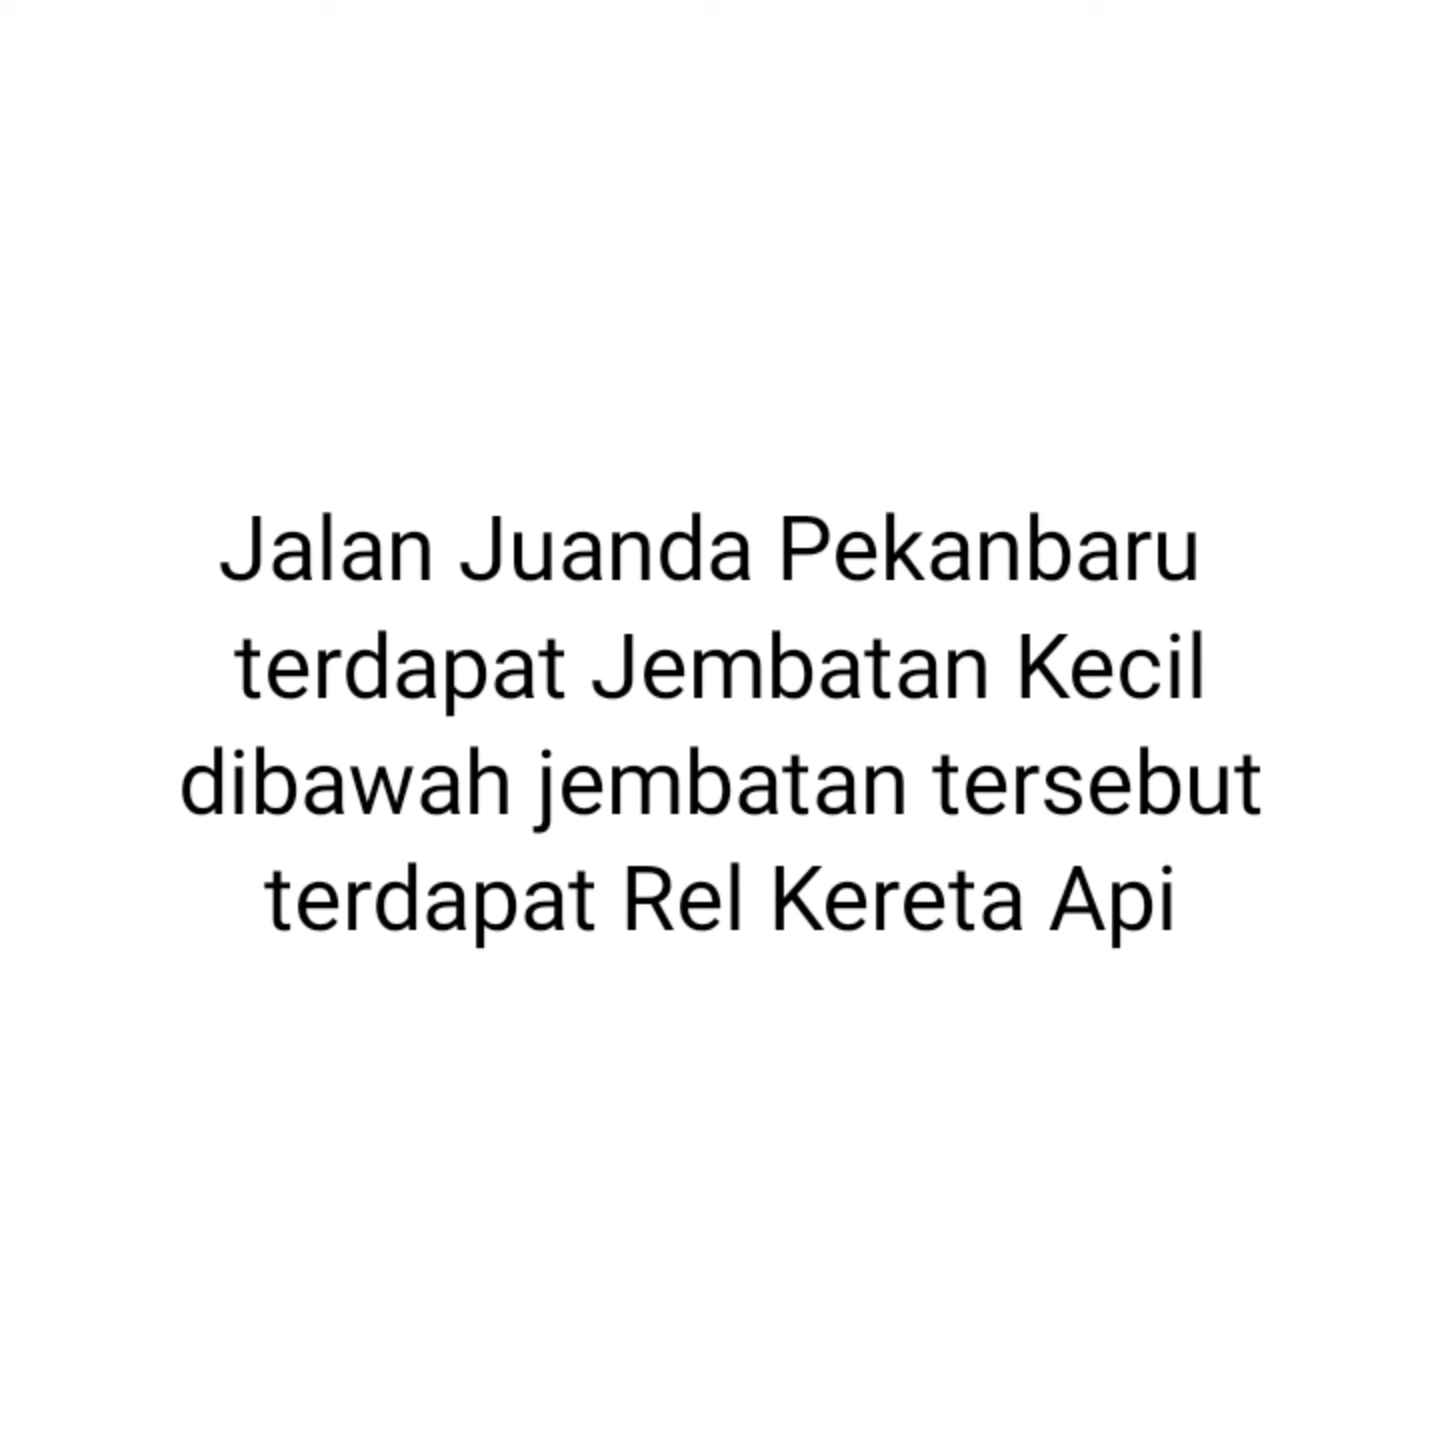 Jalan Juanda Pekanbaru
terdapat Jembatan Kecil
dibawah jembatan tersebut
terdapat Rel Kereta Api